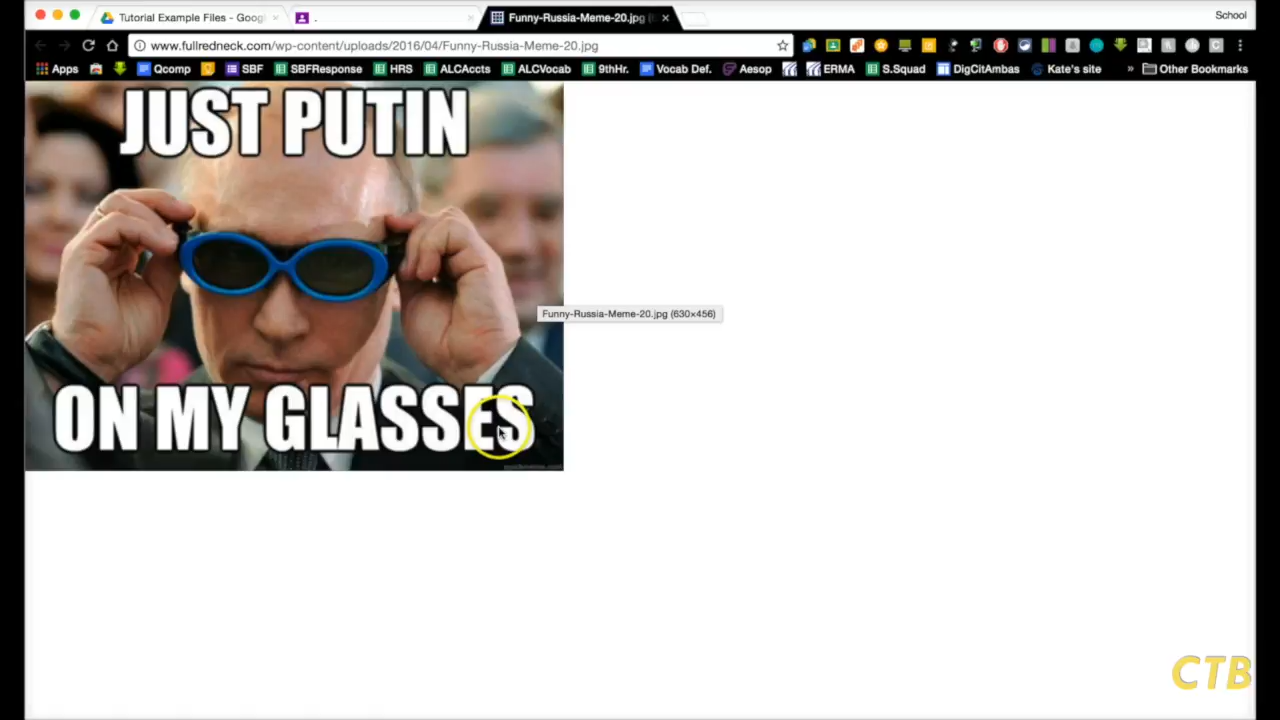 Tutorial Example Files - Goog
.
Funny-Russia-Meme-20.jpg (
School
www.fullredneck.com/wp-content/uploads/2016/04/Funny-Russia-Meme-20.jpg
Apps
Qcomp
SBF
SBFResponse
HRS
ALCAccts
ALCVocab
9thHr.
Vocab Def.
Aesop
ERMA
S.Squad
DigCitAmbas
Kate's site
»
Other Bookmarks
JUST PUTIN
Funny-Russia-Meme-20.jpg (630×456)
ON MY GLASSES
CTB